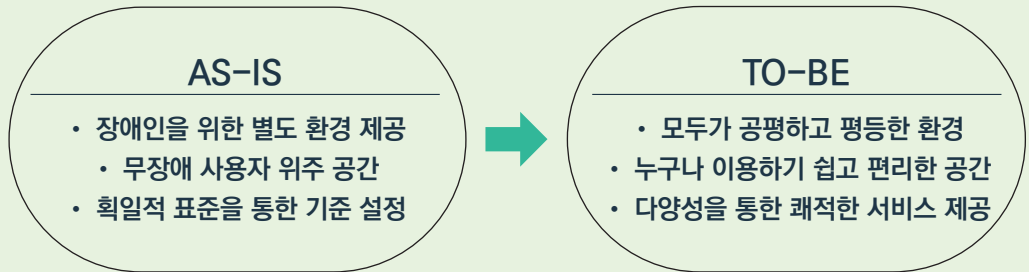 AS-IS
• 장애인을 위한 별도 환경 제공
• 무장애 사용자 위주 공간
• 획일적 표준을 통한 기준 설정
TO-BE
• 모두가 공평하고 평등한 환경
• 누구나 이용하기 쉽고 편리한 공간
• 다양성을 통한 쾌적한 서비스 제공